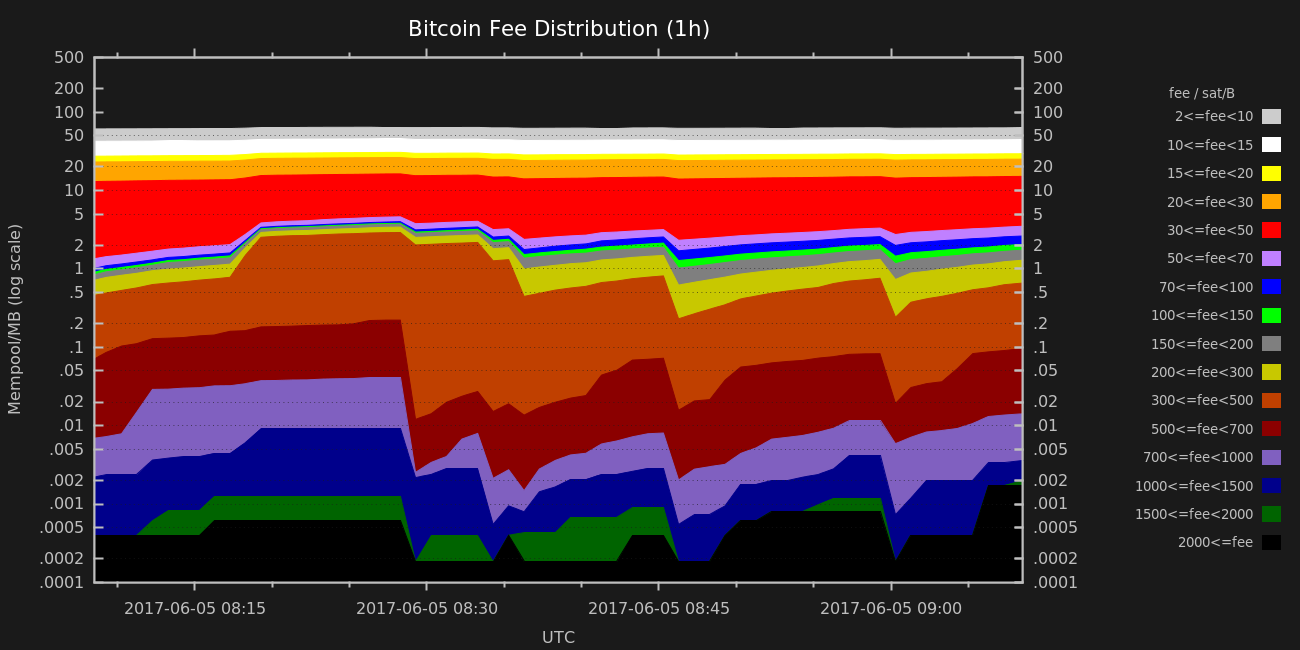 Bitcoin Fee Distribution (1h)
500
200
100
50
20
10
5
2
1
.5
.2
.1
.05
.02
.01
.005
.002
.001
.0005
.0002
.0001
Mempool/MB (log scale)
500
200
100
50
20
10
5
2
1
.5
.2
.1
.05
.02
.01
.005
.002
.001
.0005
.0002
.0001
2017-06-05 08:15
2017-06-05 08:30
2017-06-05 08:45
2017-06-05 09:00
UTC
fee / sat/B
2<=fee<10
10<=fee<15
15<=fee<20
20<=fee<30
30<=fee<50
50<=fee<70
70<=fee<100
100<=fee<150
150<=fee<200
200<=fee<300
300<=fee<500
500<=fee<700
700<=fee<1000
1000<=fee<1500
1500<=fee<2000
2000<=fee